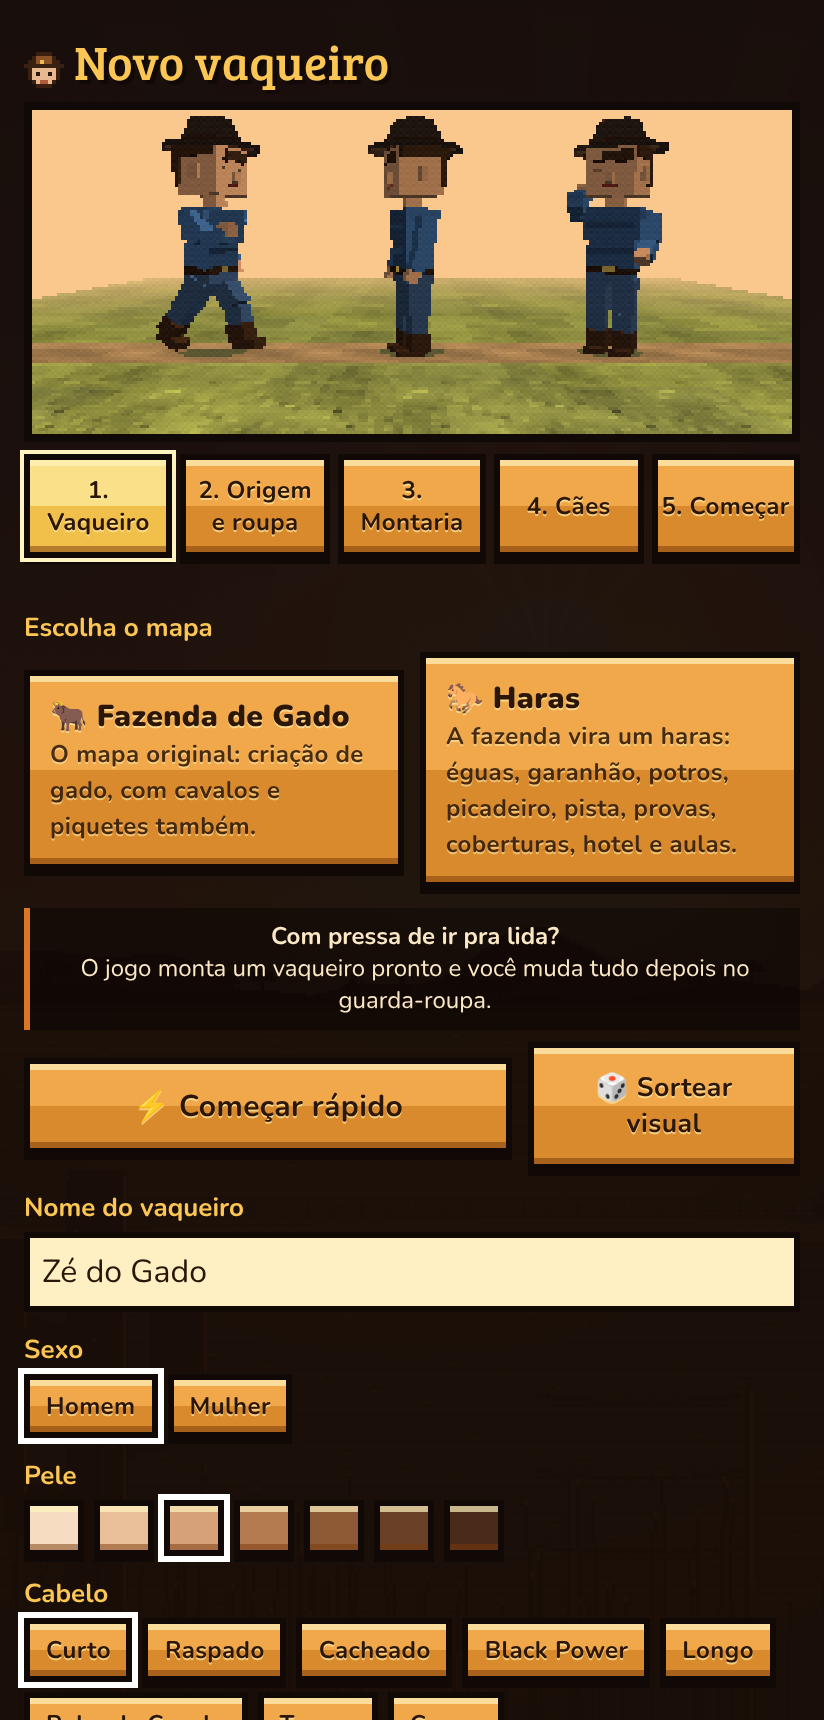 Novo vaqueiro
1.
Vaqueiro
2. Origem
e roupa
3.
Montaria
4. Cães
5. Começar
Escolha o mapa
Fazenda de Gado
O mapa original: criação de
gado, com cavalos e
piquetes também.
Haras
A fazenda vira um haras:
éguas, garanhão, potros,
picadeiro, pista, provas,
coberturas, hotel e aulas.
Com pressa de ir pra lida?
O jogo monta um vaqueiro pronto e você muda tudo depois no
guarda-roupa.
Começar rápido
Sortear
visual
Nome do vaqueiro
Zé do Gado
Sexo
Homem
Mulher
Pele
Cabelo
Curto
Raspado
Cacheado
Black Power
Longo